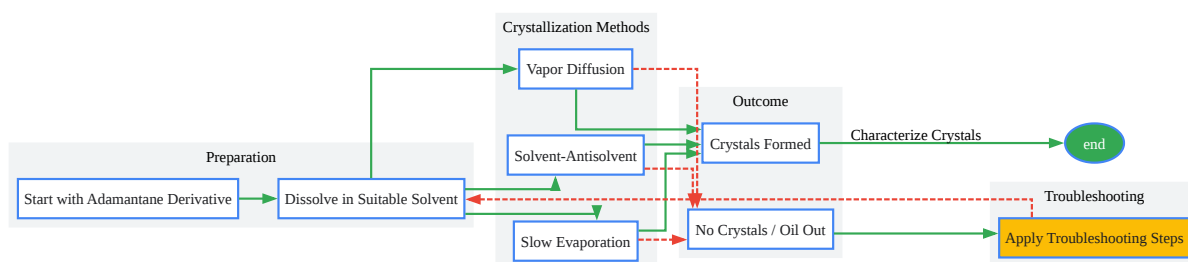 Crystallization Methods
Vapor Diffusion
Outcome
Preparation
Solvent-Antisolvent
Crystals Formed
Characterize Crystals
end
Start with Adamantane Derivative
Dissolve in Suitable Solvent
Troubleshooting
Slow Evaporation
No Crystals / Oil Out
Apply Troubleshooting Steps